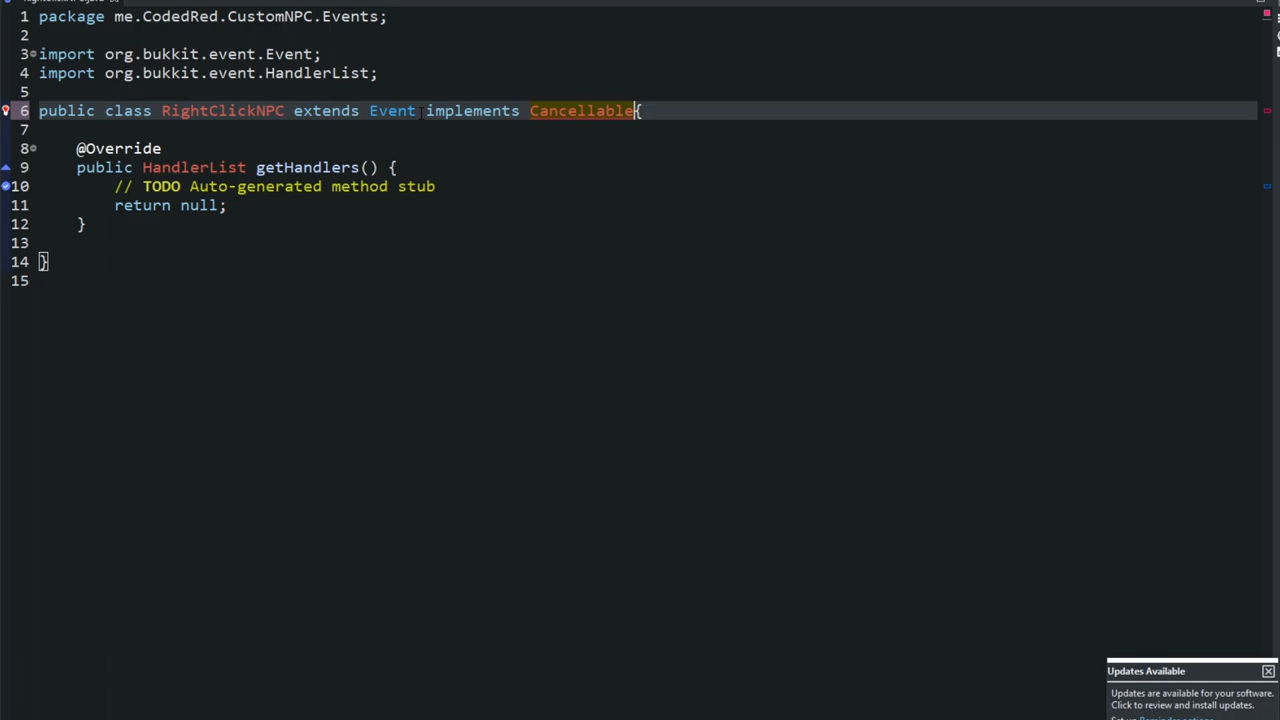 1 package me.CodedRed.CustomNPC.Events;
2
3 import org.bukkit.event.Event;
4 import org.bukkit.event.HandlerList;
5
6 public class RightClickNPC extends Event implements Cancellable{
7
8 @Override
9 public HandlerList getHandlers() {
10 // TODO Auto-generated method stub
11 return null;
12 }
13
14 }
15
Updates Available
Updates are available for your software.
Click to review and install updates.